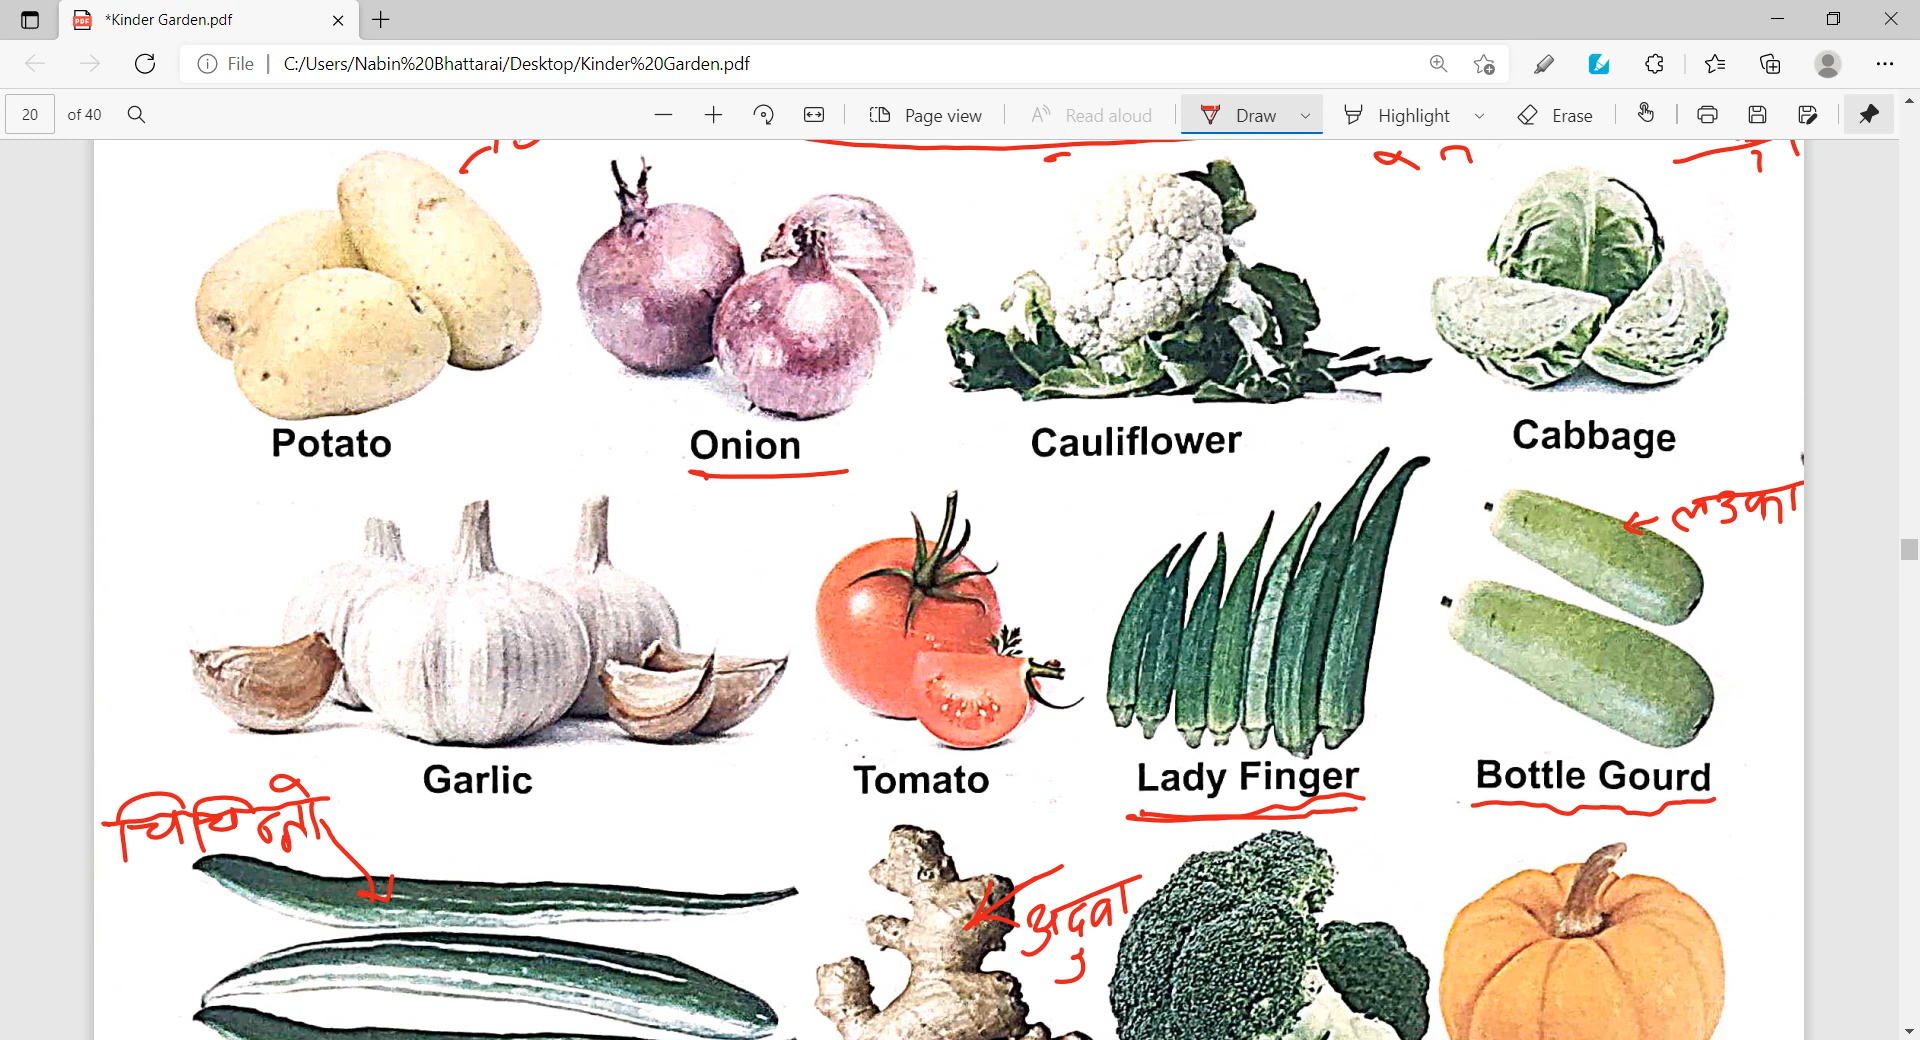 *Kinder Garden.pdf
File C:/Users/Nabin%20Bhattarai/Desktop/Kinder%20Garden.pdf
20 of 40 Page view Read aloud Draw Highlight Erase
Potato Onion Cauliflower Cabbage
लउका
Garlic Tomato Lady Finger Bottle Gourd
चिचिन्नो
अदुवा